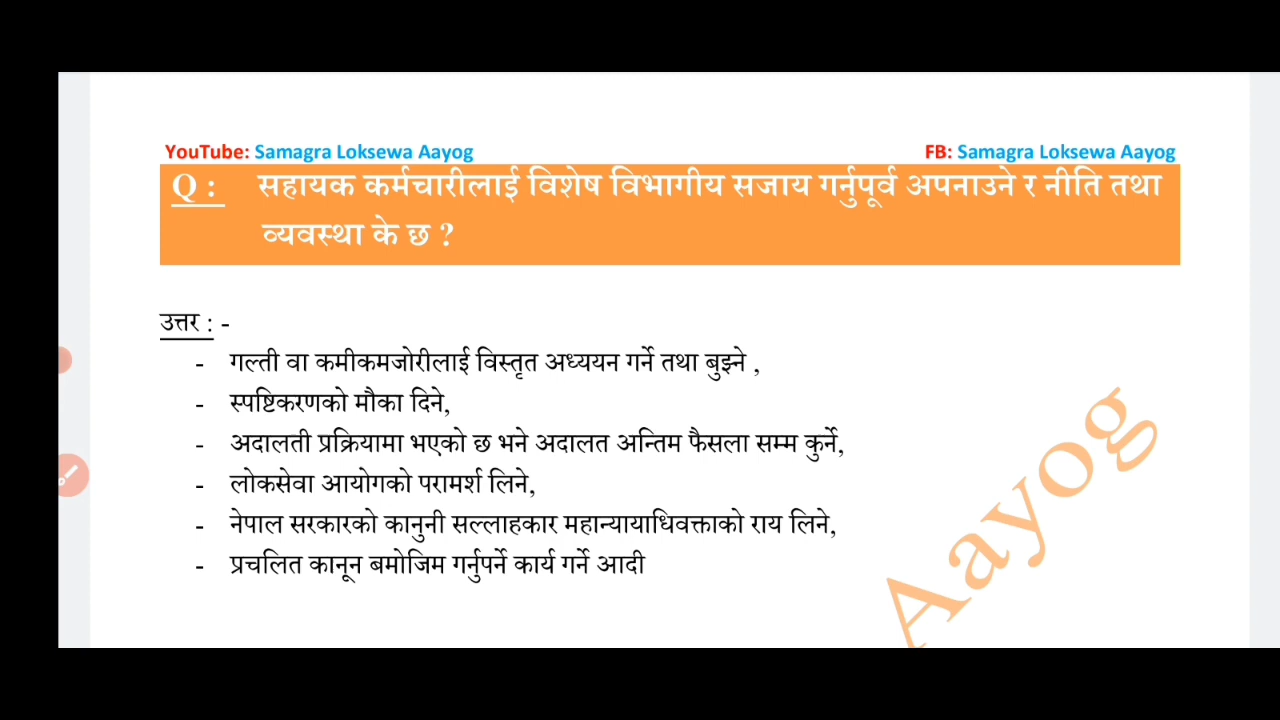 YouTube: Samagra Loksewa Aayog FB: Samagra Loksewa Aayog
Q : सहायक कर्मचारीलाई विशेष विभागीय सजाय गर्नुपूर्व अपनाउने र नीति तथा
व्यवस्था के छ ?
उत्तर : -
- गल्ती वा कमीकमजोरीलाई विस्तृत अध्ययन गर्ने तथा बुझ्ने ,
- स्पष्टिकरणको मौका दिने,
- अदालती प्रक्रियामा भएको छ भने अदालत अन्तिम फैसला सम्म कुर्ने,
- लोकसेवा आयोगको परामर्श लिने,
- नेपाल सरकारको कानुनी सल्लाहकार महान्यायाधिवक्ताको राय लिने,
- प्रचलित कानून बमोजिम गर्नुपर्ने कार्य गर्ने आदी
Aayog